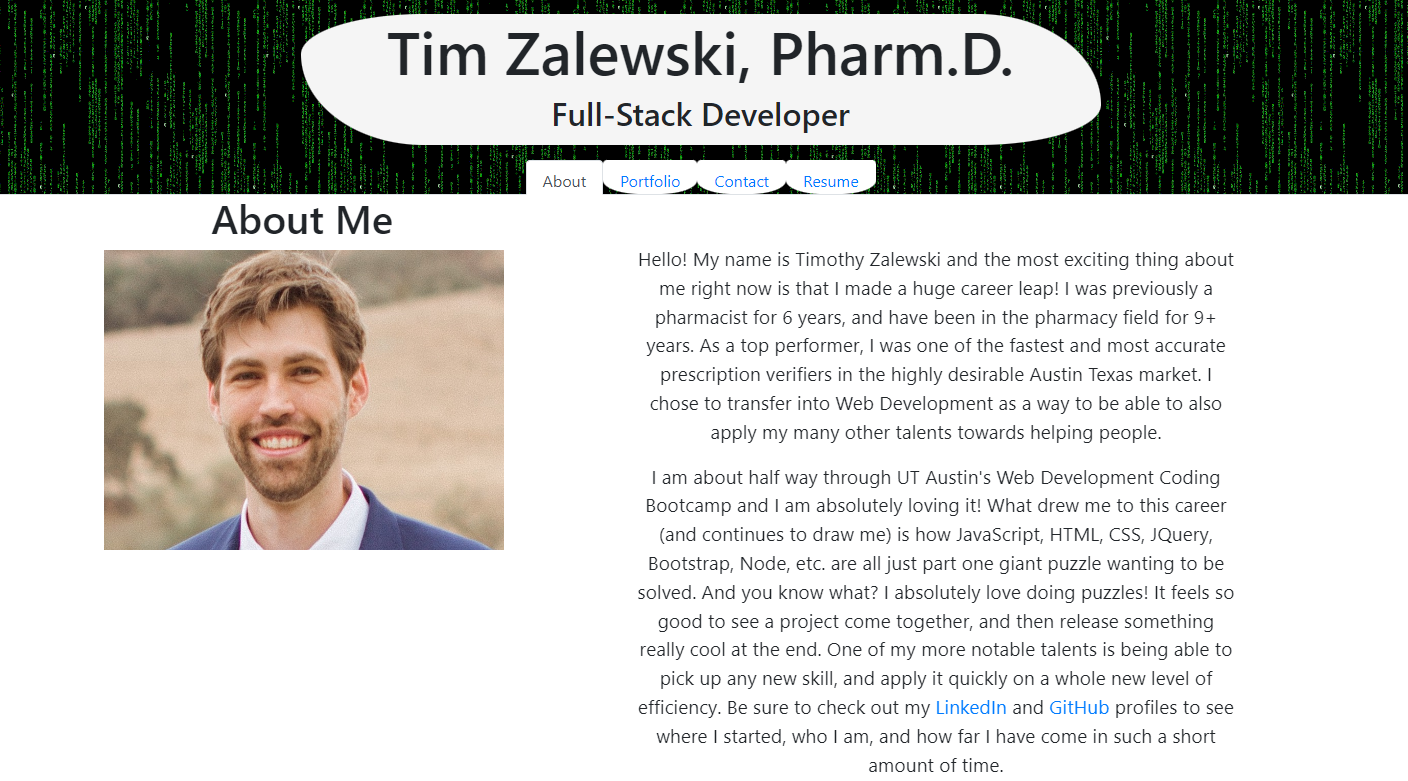 Tim Zalewski, Pharm.D.
Full-Stack Developer
About Portfolio Contact Resume
About Me
Hello! My name is Timothy Zalewski and the most exciting thing about
me right now is that I made a huge career leap! I was previously a
pharmacist for 6 years, and have been in the pharmacy field for 9+
years. As a top performer, I was one of the fastest and most accurate
prescription verifiers in the highly desirable Austin Texas market. I
chose to transfer into Web Development as a way to be able to also
apply my many other talents towards helping people.
I am about half way through UT Austin's Web Development Coding
Bootcamp and I am absolutely loving it! What drew me to this career
(and continues to draw me) is how JavaScript, HTML, CSS, JQuery,
Bootstrap, Node, etc. are all just part one giant puzzle wanting to be
solved. And you know what? I absolutely love doing puzzles! It feels so
good to see a project come together, and then release something
really cool at the end. One of my more notable talents is being able to
pick up any new skill, and apply it quickly on a whole new level of
efficiency. Be sure to check out my LinkedIn and GitHub profiles to see
where I started, who I am, and how far I have come in such a short
amount of time.